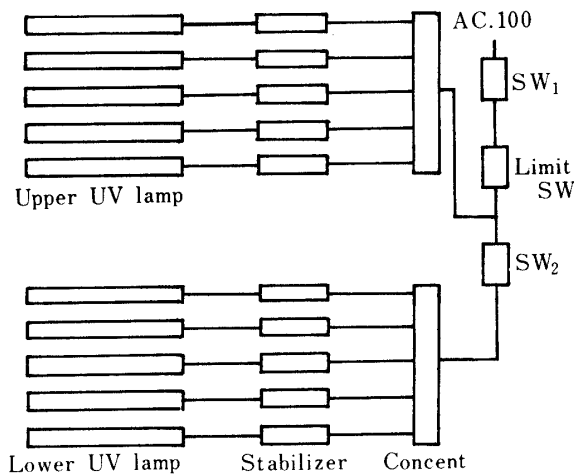 AC.100
SW₁
Upper UV lamp
Limit
SW
SW₂
Lower UV lamp
Stabilizer
Concent